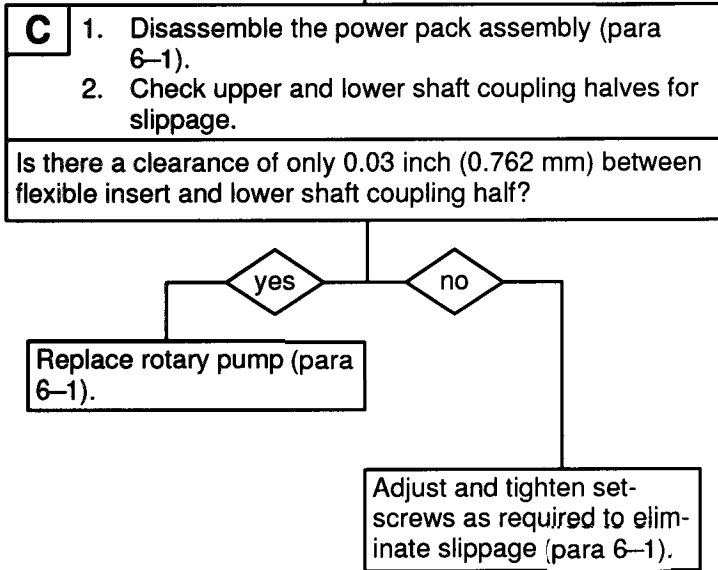 C 1. Disassemble the power pack assembly (para
6–1).
2. Check upper and lower shaft coupling halves for
slippage.
Is there a clearance of only 0.03 inch (0.762 mm) between
flexible insert and lower shaft coupling half?
yes no
Replace rotary pump (para
6–1).
Adjust and tighten set-
screws as required to elim-
inate slippage (para 6–1).